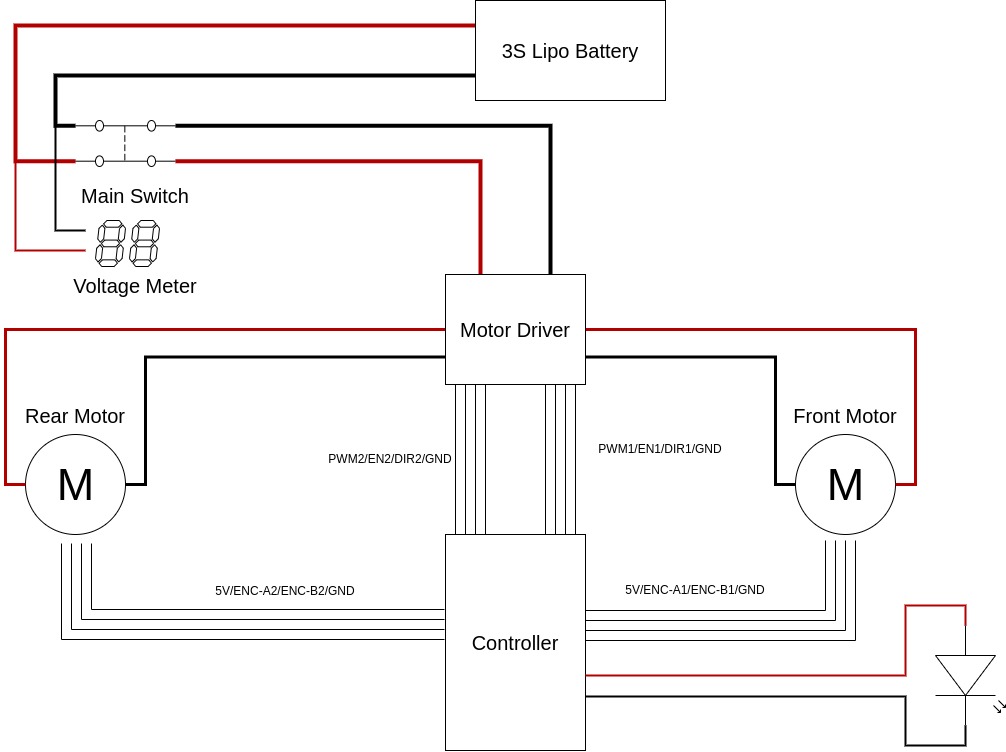 3S Lipo Battery
Main Switch
88
Voltage Meter
Motor Driver
Rear Motor
Front Motor
M
M
PWM2/EN2/DIR2/GND
PWM1/EN1/DIR1/GND
5V/ENC-A2/ENC-B2/GND
5V/ENC-A1/ENC-B1/GND
Controller